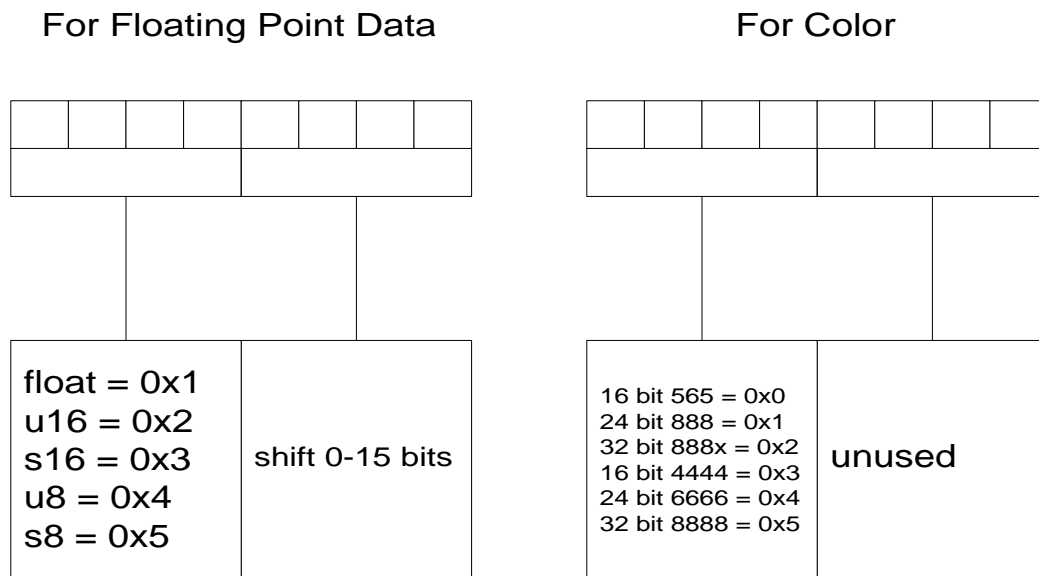 For Floating Point Data
For Color
float = 0x1
u16 = 0x2
s16 = 0x3
u8 = 0x4
s8 = 0x5
shift 0-15 bits
16 bit 565 = 0x0
24 bit 888 = 0x1
32 bit 888x = 0x2
16 bit 4444 = 0x3
24 bit 6666 = 0x4
32 bit 8888 = 0x5
unused